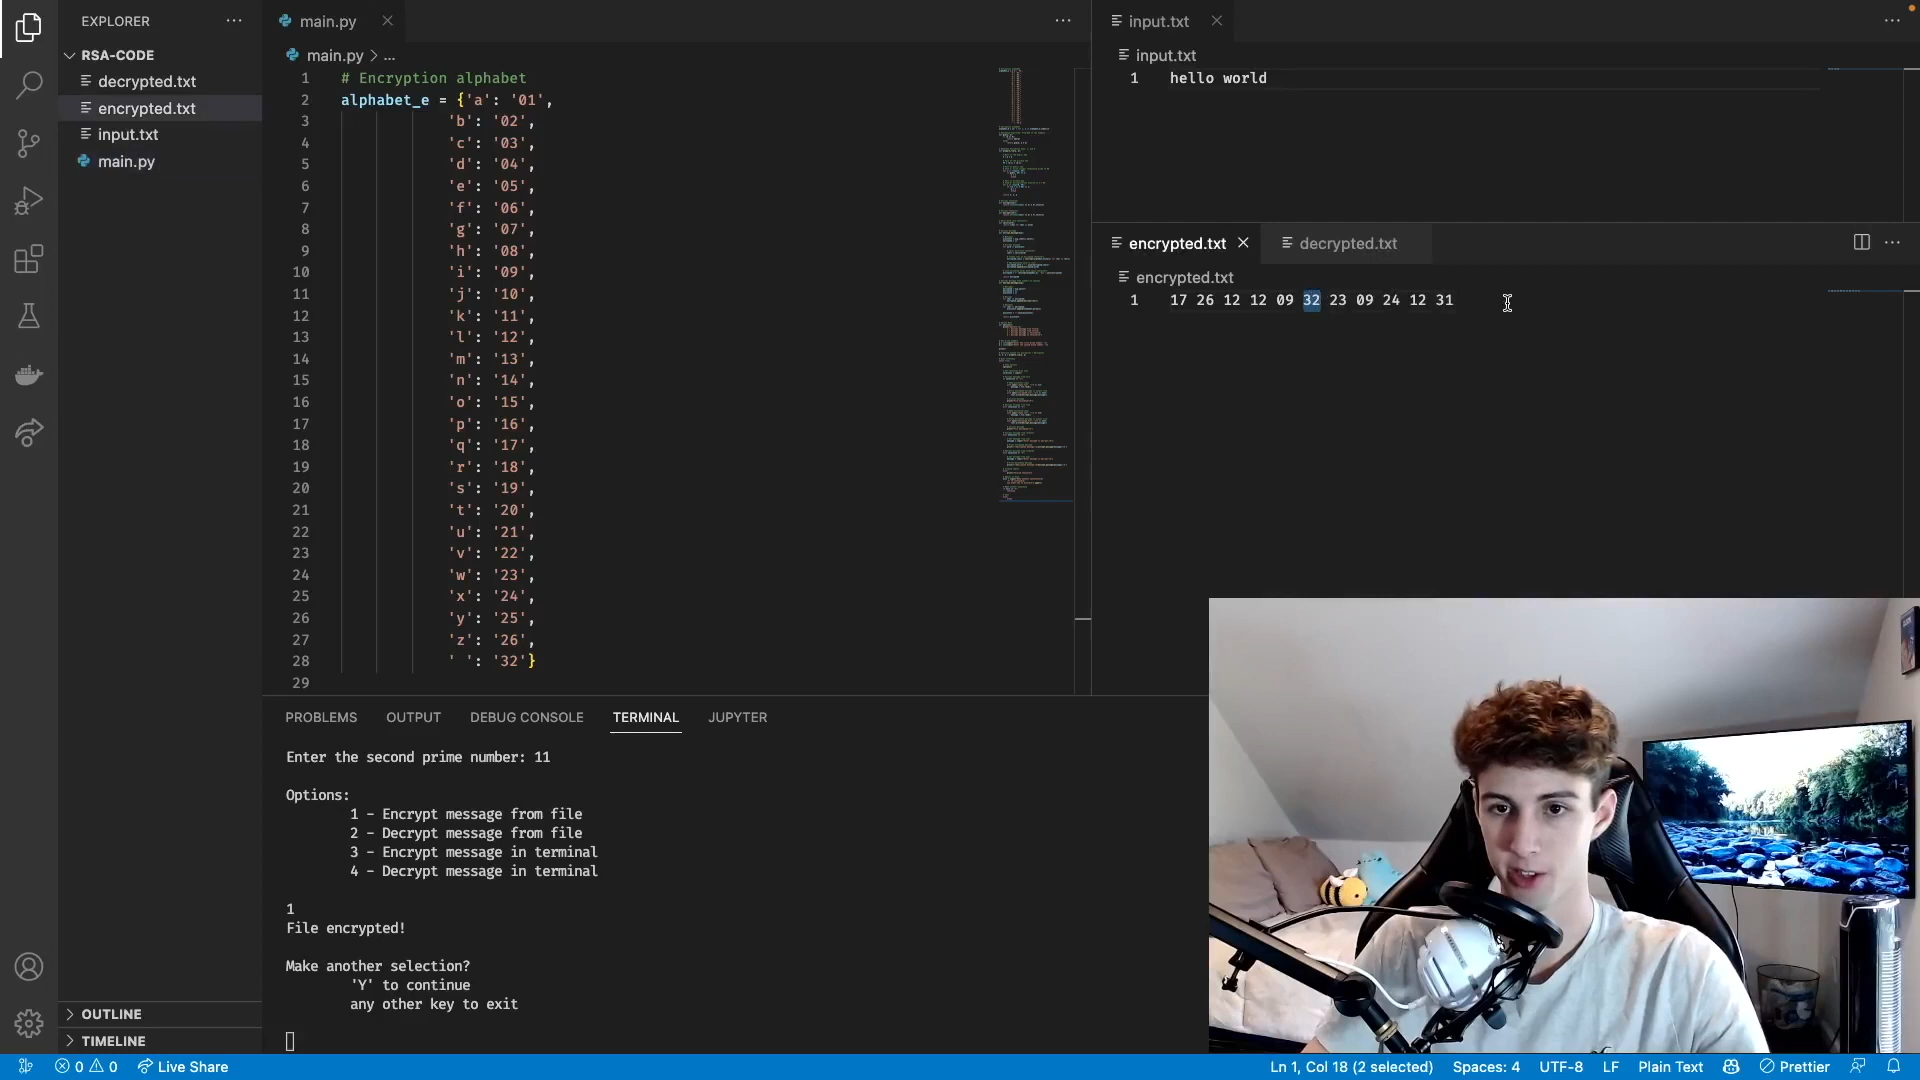 EXPLORER
RSA-CODE
decrypted.txt
encrypted.txt
input.txt
main.py
OUTLINE
TIMELINE
main.py
main.py > ...
1 # Encryption alphabet
2 alphabet_e = {'a': '01',
3 'b': '02',
4 'c': '03',
5 'd': '04',
6 'e': '05',
7 'f': '06',
8 'g': '07',
9 'h': '08',
10 'i': '09',
11 'j': '10',
12 'k': '11',
13 'l': '12',
14 'm': '13',
15 'n': '14',
16 'o': '15',
17 'p': '16',
18 'q': '17',
19 'r': '18',
20 's': '19',
21 't': '20',
22 'u': '21',
23 'v': '22',
24 'w': '23',
25 'x': '24',
26 'y': '25',
27 'z': '26',
28 ' ': '32'}
29
input.txt
input.txt
1 hello world
encrypted.txt decrypted.txt
encrypted.txt
1 17 26 12 12 09 32 23 09 24 12 31
PROBLEMS OUTPUT DEBUG CONSOLE TERMINAL JUPYTER
Enter the second prime number: 11
Options:
1 - Encrypt message from file
2 - Decrypt message from file
3 - Encrypt message in terminal
4 - Decrypt message in terminal
1
File encrypted!
Make another selection?
'Y' to continue
any other key to exit
0 0 Live Share
Ln 1, Col 18 (2 selected) Spaces: 4 UTF-8 LF Plain Text Prettier